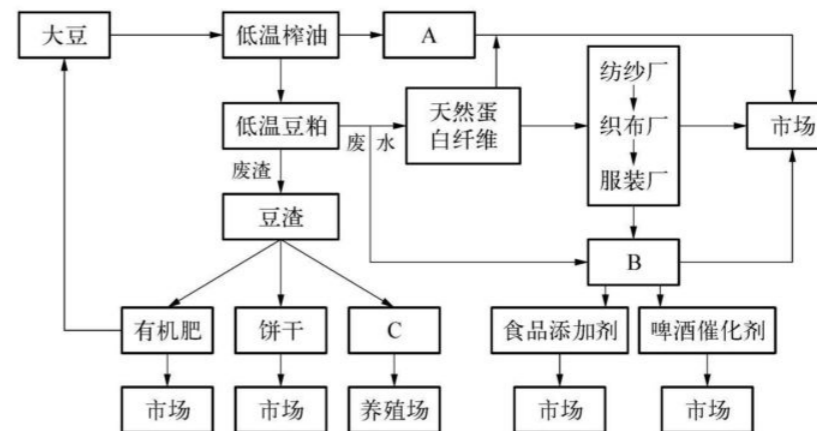 大豆
低温榨油
A
纺纱厂
低温豆粕
天然蛋
白纤维
织布厂
市场
废 水
服装厂
废渣
豆渣
B
有机肥
饼干
C
食品添加剂
啤酒催化剂
市场
市场
养殖场
市场
市场